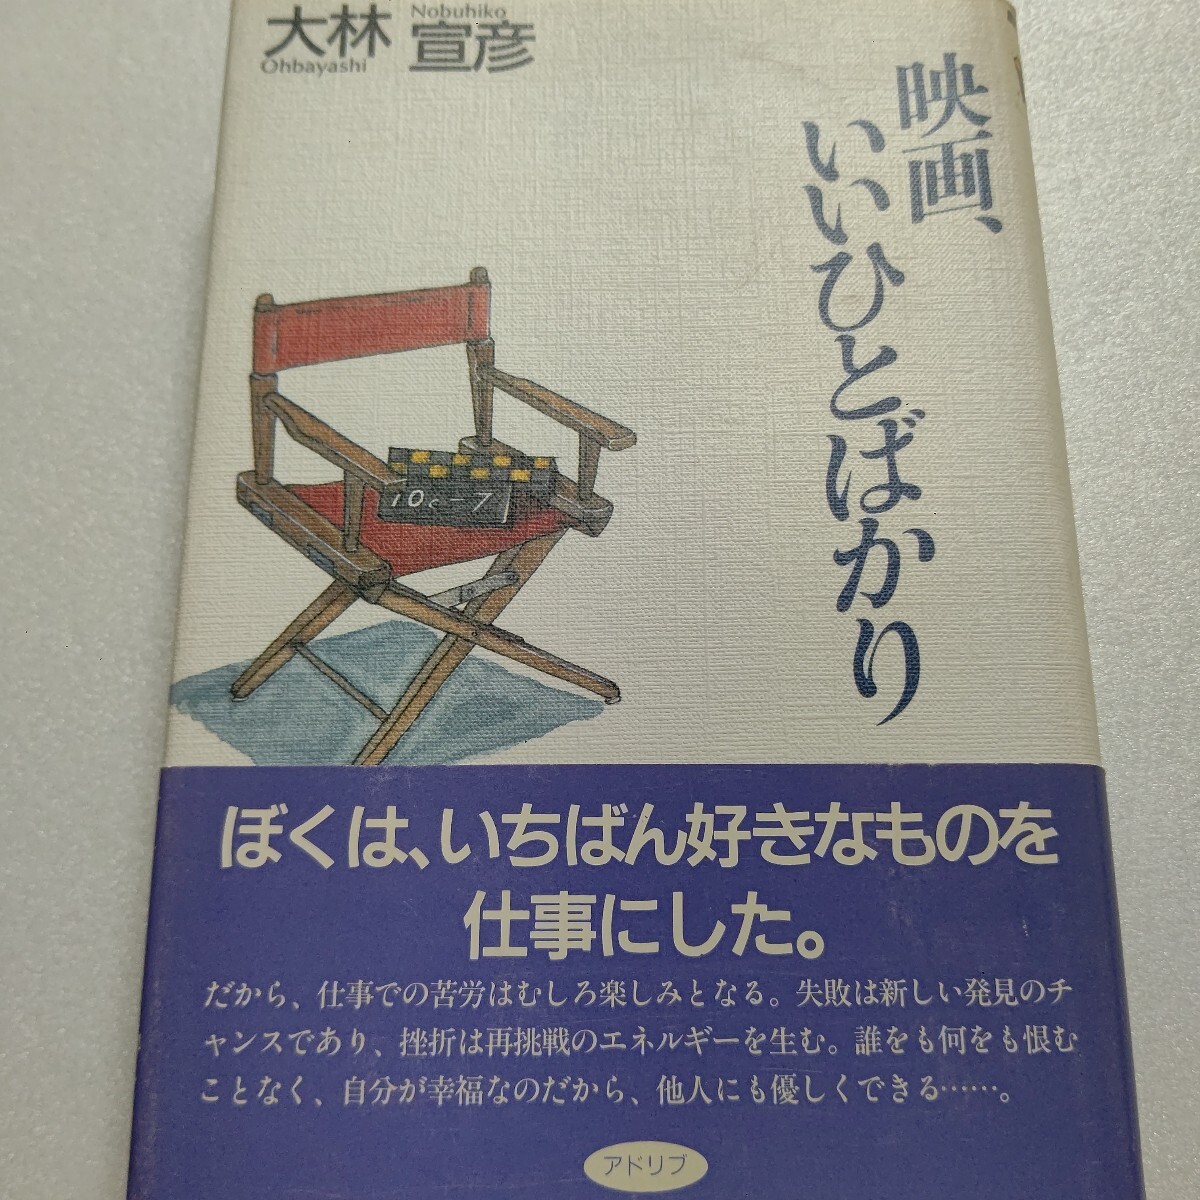 大林 宣彦
Ohbayashi Nobuhiko
映画、
いいひとばかり
10c-7
ぼくは、いちばん好きなものを
仕事にした。
だから、仕事での苦労はむしろ楽しみとなる。失敗は新しい発見のチ
ャンスであり、挫折は再挑戦のエネルギーを生む。誰をも何をも恨む
ことなく、自分が幸福なのだから、他人にも優しくできる……。
アドリブ